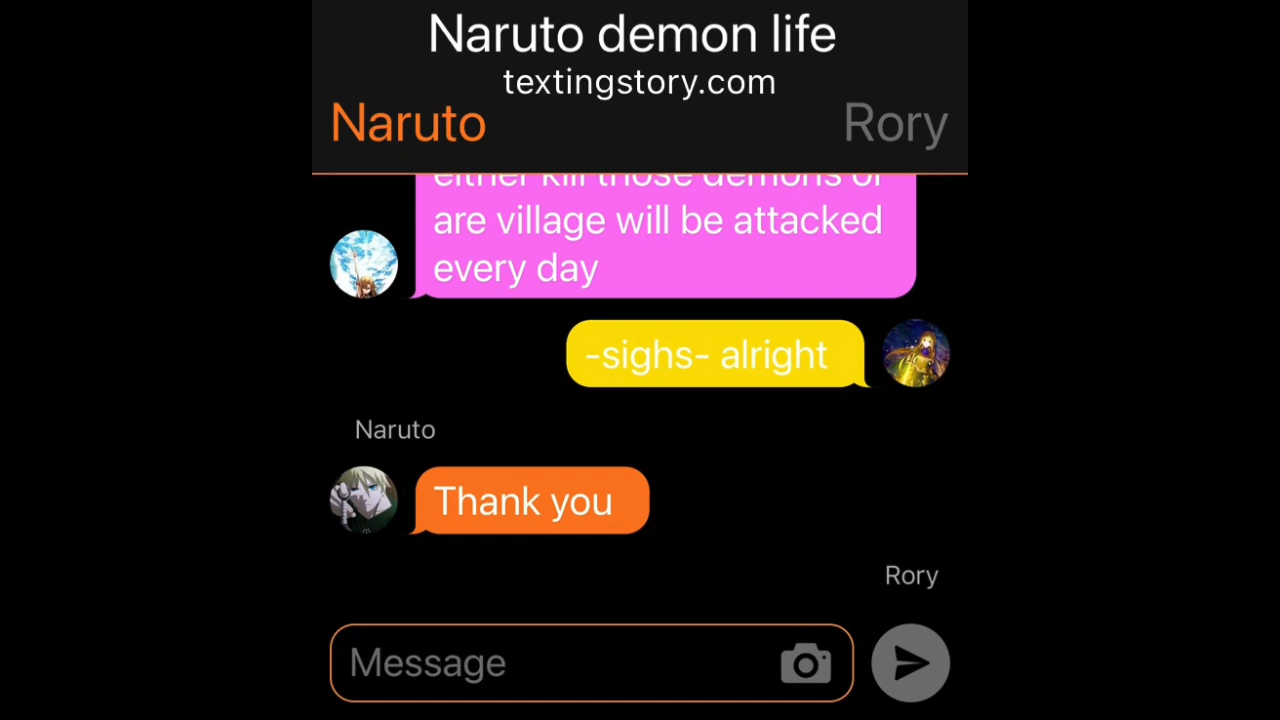 Naruto demon life
textingstory.com
Naruto Rory
either kill those demons or
are village will be attacked
every day
-sighs- alright
Naruto
Thank you
Rory
Message